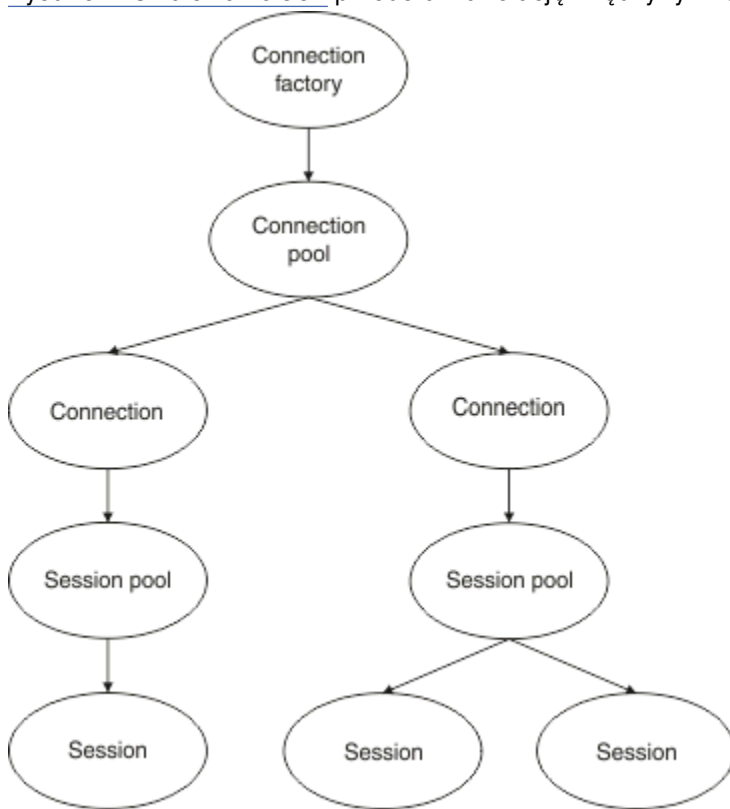 Connection
factory
Connection
pool
Connection
Connection
Session pool
Session pool
Session
Session
Session